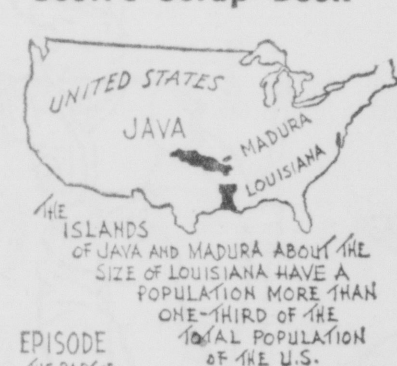 UNITED STATES
JAVA
MADURA
LOUISIANA
THE
ISLANDS
OF JAVA AND MADURA ABOUT THE
SIZE OF LOUISIANA HAVE A
POPULATION MORE THAN
ONE-THIRD OF THE
TOTAL POPULATION
OF THE U.S.
EPISODE